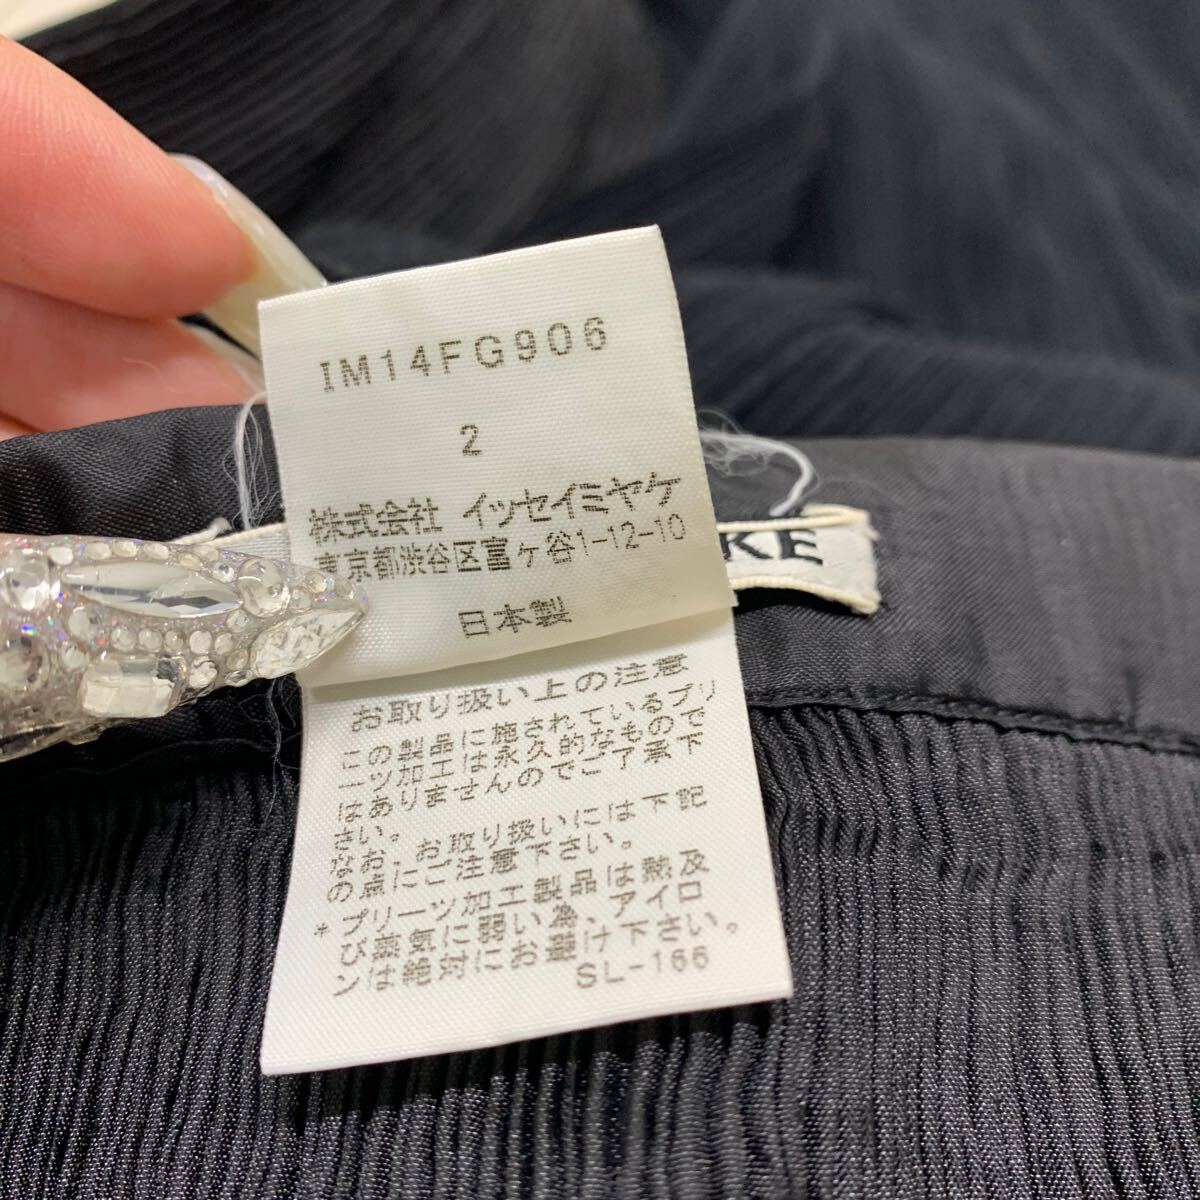 IM14FG906
2
株式会社 イッセイミヤケ
東京都渋谷区富ヶ谷1-12-10
日本製
KE
お取り扱い上の注意
この製品に施されているプリ
ーツ加工は永久的なもので
はありませんのでご了承下
さい。
なお、お取り扱いには下記
の点にご注意下さい。
*プリーツ加工製品は熱及
び蒸気に弱い為、アイロ
ンは絶対にお避け下さい。
SL-166